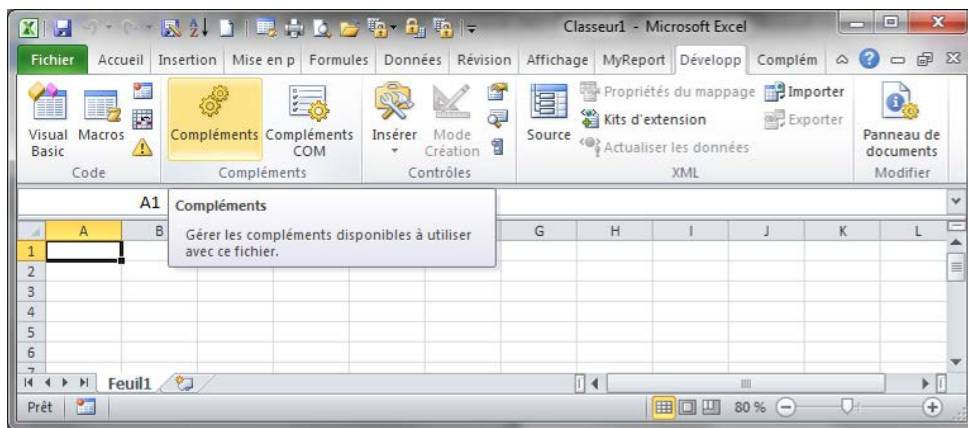 Classeur1 - Microsoft Excel
Fichier Accueil Insertion Mise en p Formules Données Révision Affichage MyReport Développ Complém
Visual Basic Macros Compléments Compléments COM Insérer Mode Création Source Propriétés du mappage Importer
Kits d'extension Exporter
Actualiser les données
Panneau de documents
Code Compléments Contrôles XML Modifier
A1
Compléments
Gérer les compléments disponibles à utiliser
avec ce fichier.
A B G H I J K L
1
2
3
4
5
6
7
Feuil1
Prêt 80 %